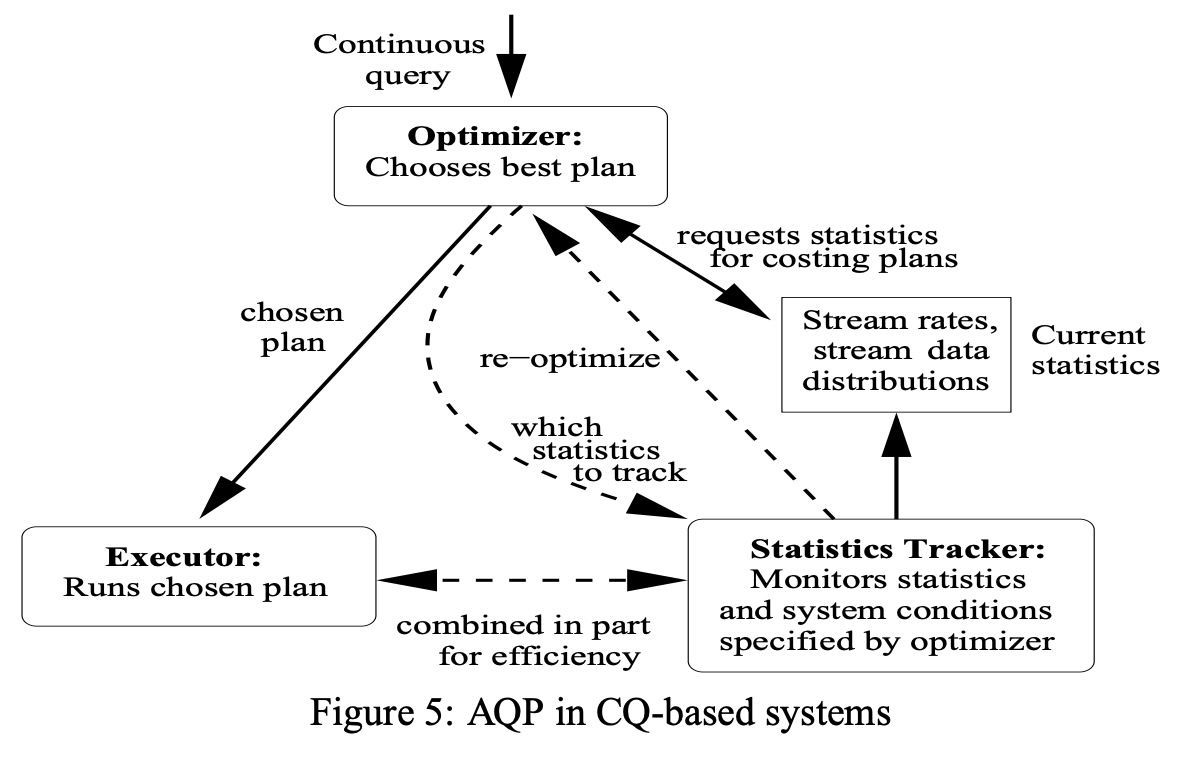 Continuous
query
Optimizer:
Chooses best plan
requests statistics
for costing plans
chosen
plan
Stream rates,
stream data
distributions
Current
statistics
re−optimize
which
statistics
to track
Executor:
Runs chosen plan
Statistics Tracker:
Monitors statistics
and system conditions
specified by optimizer
combined in part
for efficiency
Figure 5: AQP in CQ-based systems